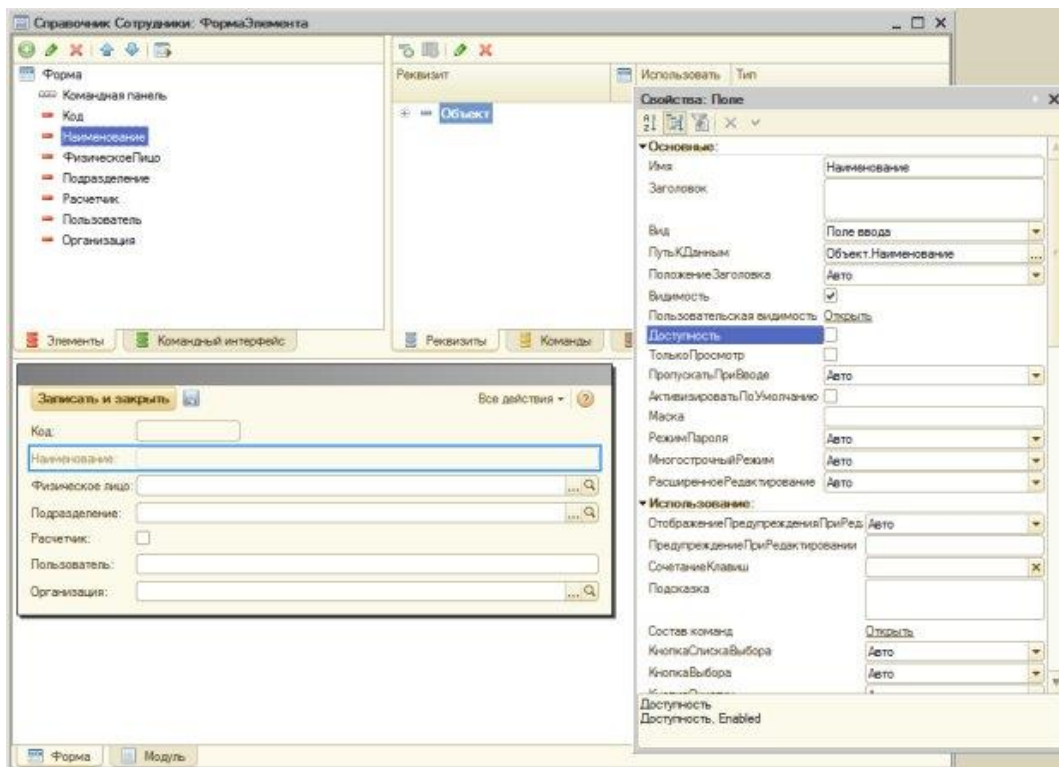 Справочник Сотрудники: ФормаЭлемента
Форма
Командная панель
Код
Наименование
ФизическоеЛицо
Подразделение
Расчетчик
Пользователь
Организация
Элементы
Командный интерфейс
Реквизит
Использовать
Тип
Объект
Реквизиты
Команды
Записать и закрыть
Все действия
Код:
Наименование:
Физическое лицо:
Подразделение:
Расчетчик:
Пользователь:
Организация:
Форма
Модуль
Свойства: Поле
Основные:
Имя Наименование
Заголовок
Вид Поле ввода
ПутьКДанным Объект.Наименование
ПоложениеЗаголовка Авто
Видимость
Пользовательская видимость Открыть
Доступность
ТолькоПросмотр
ПропускатьПриВводе Авто
АктивизироватьПоУмолчанию
Маска
РежимПароля Авто
МногострочныйРежим Авто
РасширенноеРедактирование Авто
Использование:
ОтображениеПредупрежденияПриРед Авто
ПредупреждениеПриРедактировании
СочетаниеКлавиш
Подсказка
Состав команд Открыть
КнопкаСпискаВыбора Авто
КнопкаВыбора Авто
Доступность
Доступность, Enabled